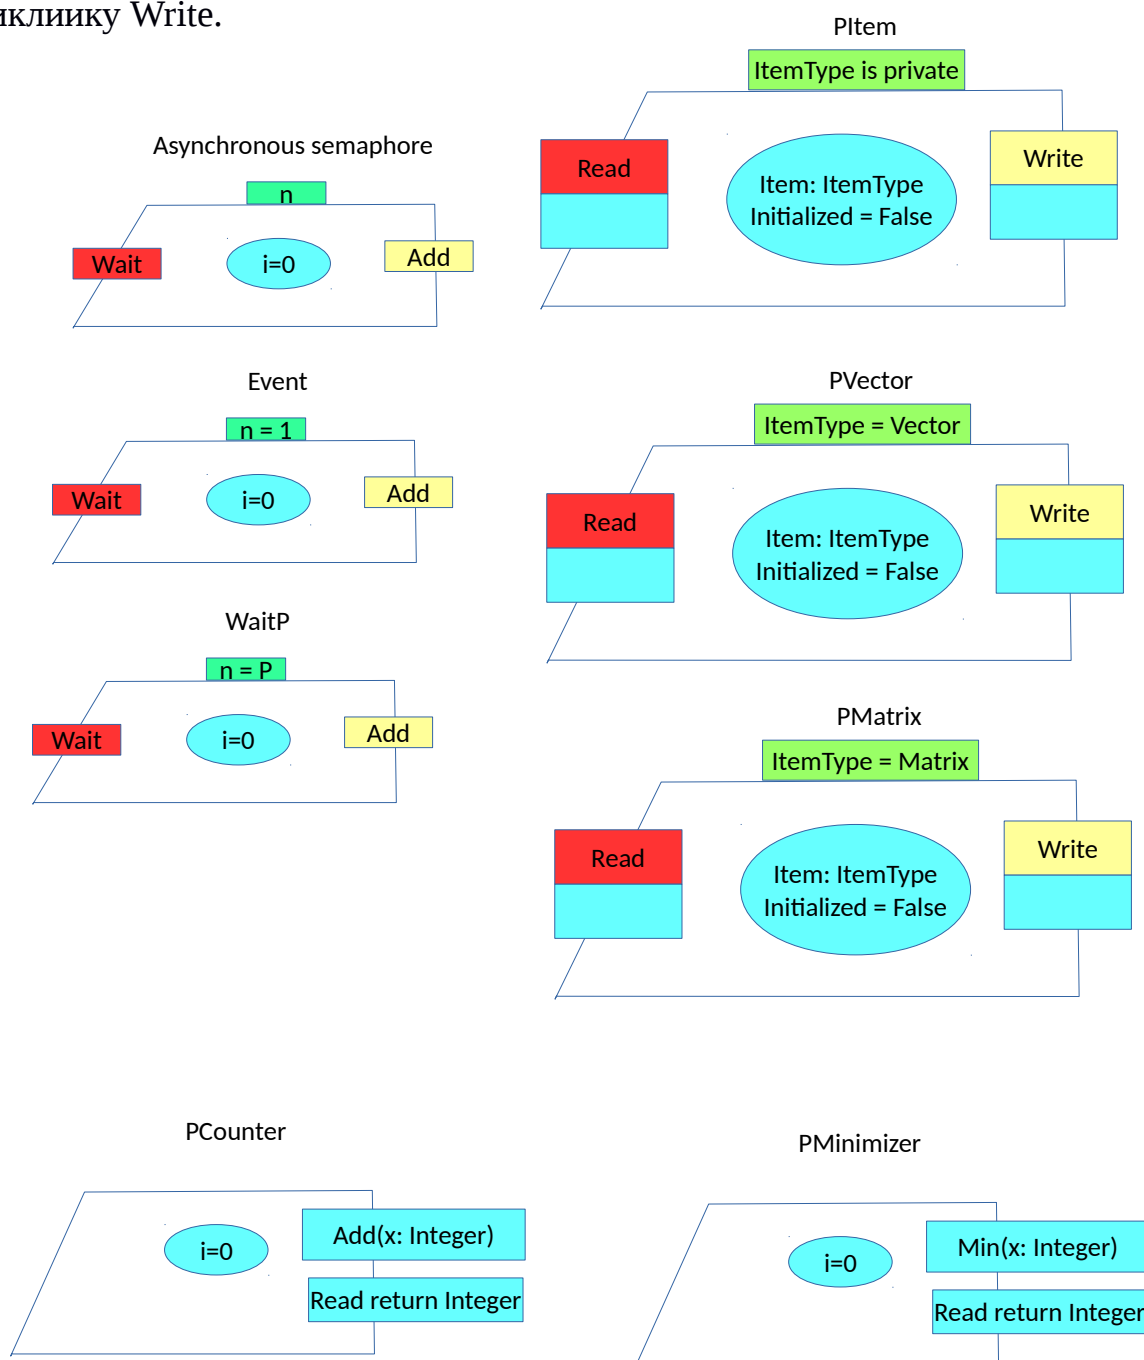 иклиику Write.
PItem
ItemType is private
Read
Item: ItemType
Initialized = False
Write
Asynchronous semaphore
n
Wait
i=0
Add
Event
n = 1
Wait
i=0
Add
PVector
ItemType = Vector
Read
Item: ItemType
Initialized = False
Write
WaitP
n = P
Wait
i=0
Add
PMatrix
ItemType = Matrix
Read
Item: ItemType
Initialized = False
Write
PCounter
i=0
Add(x: Integer)
Read return Integer
PMinimizer
i=0
Min(x: Integer)
Read return Integer